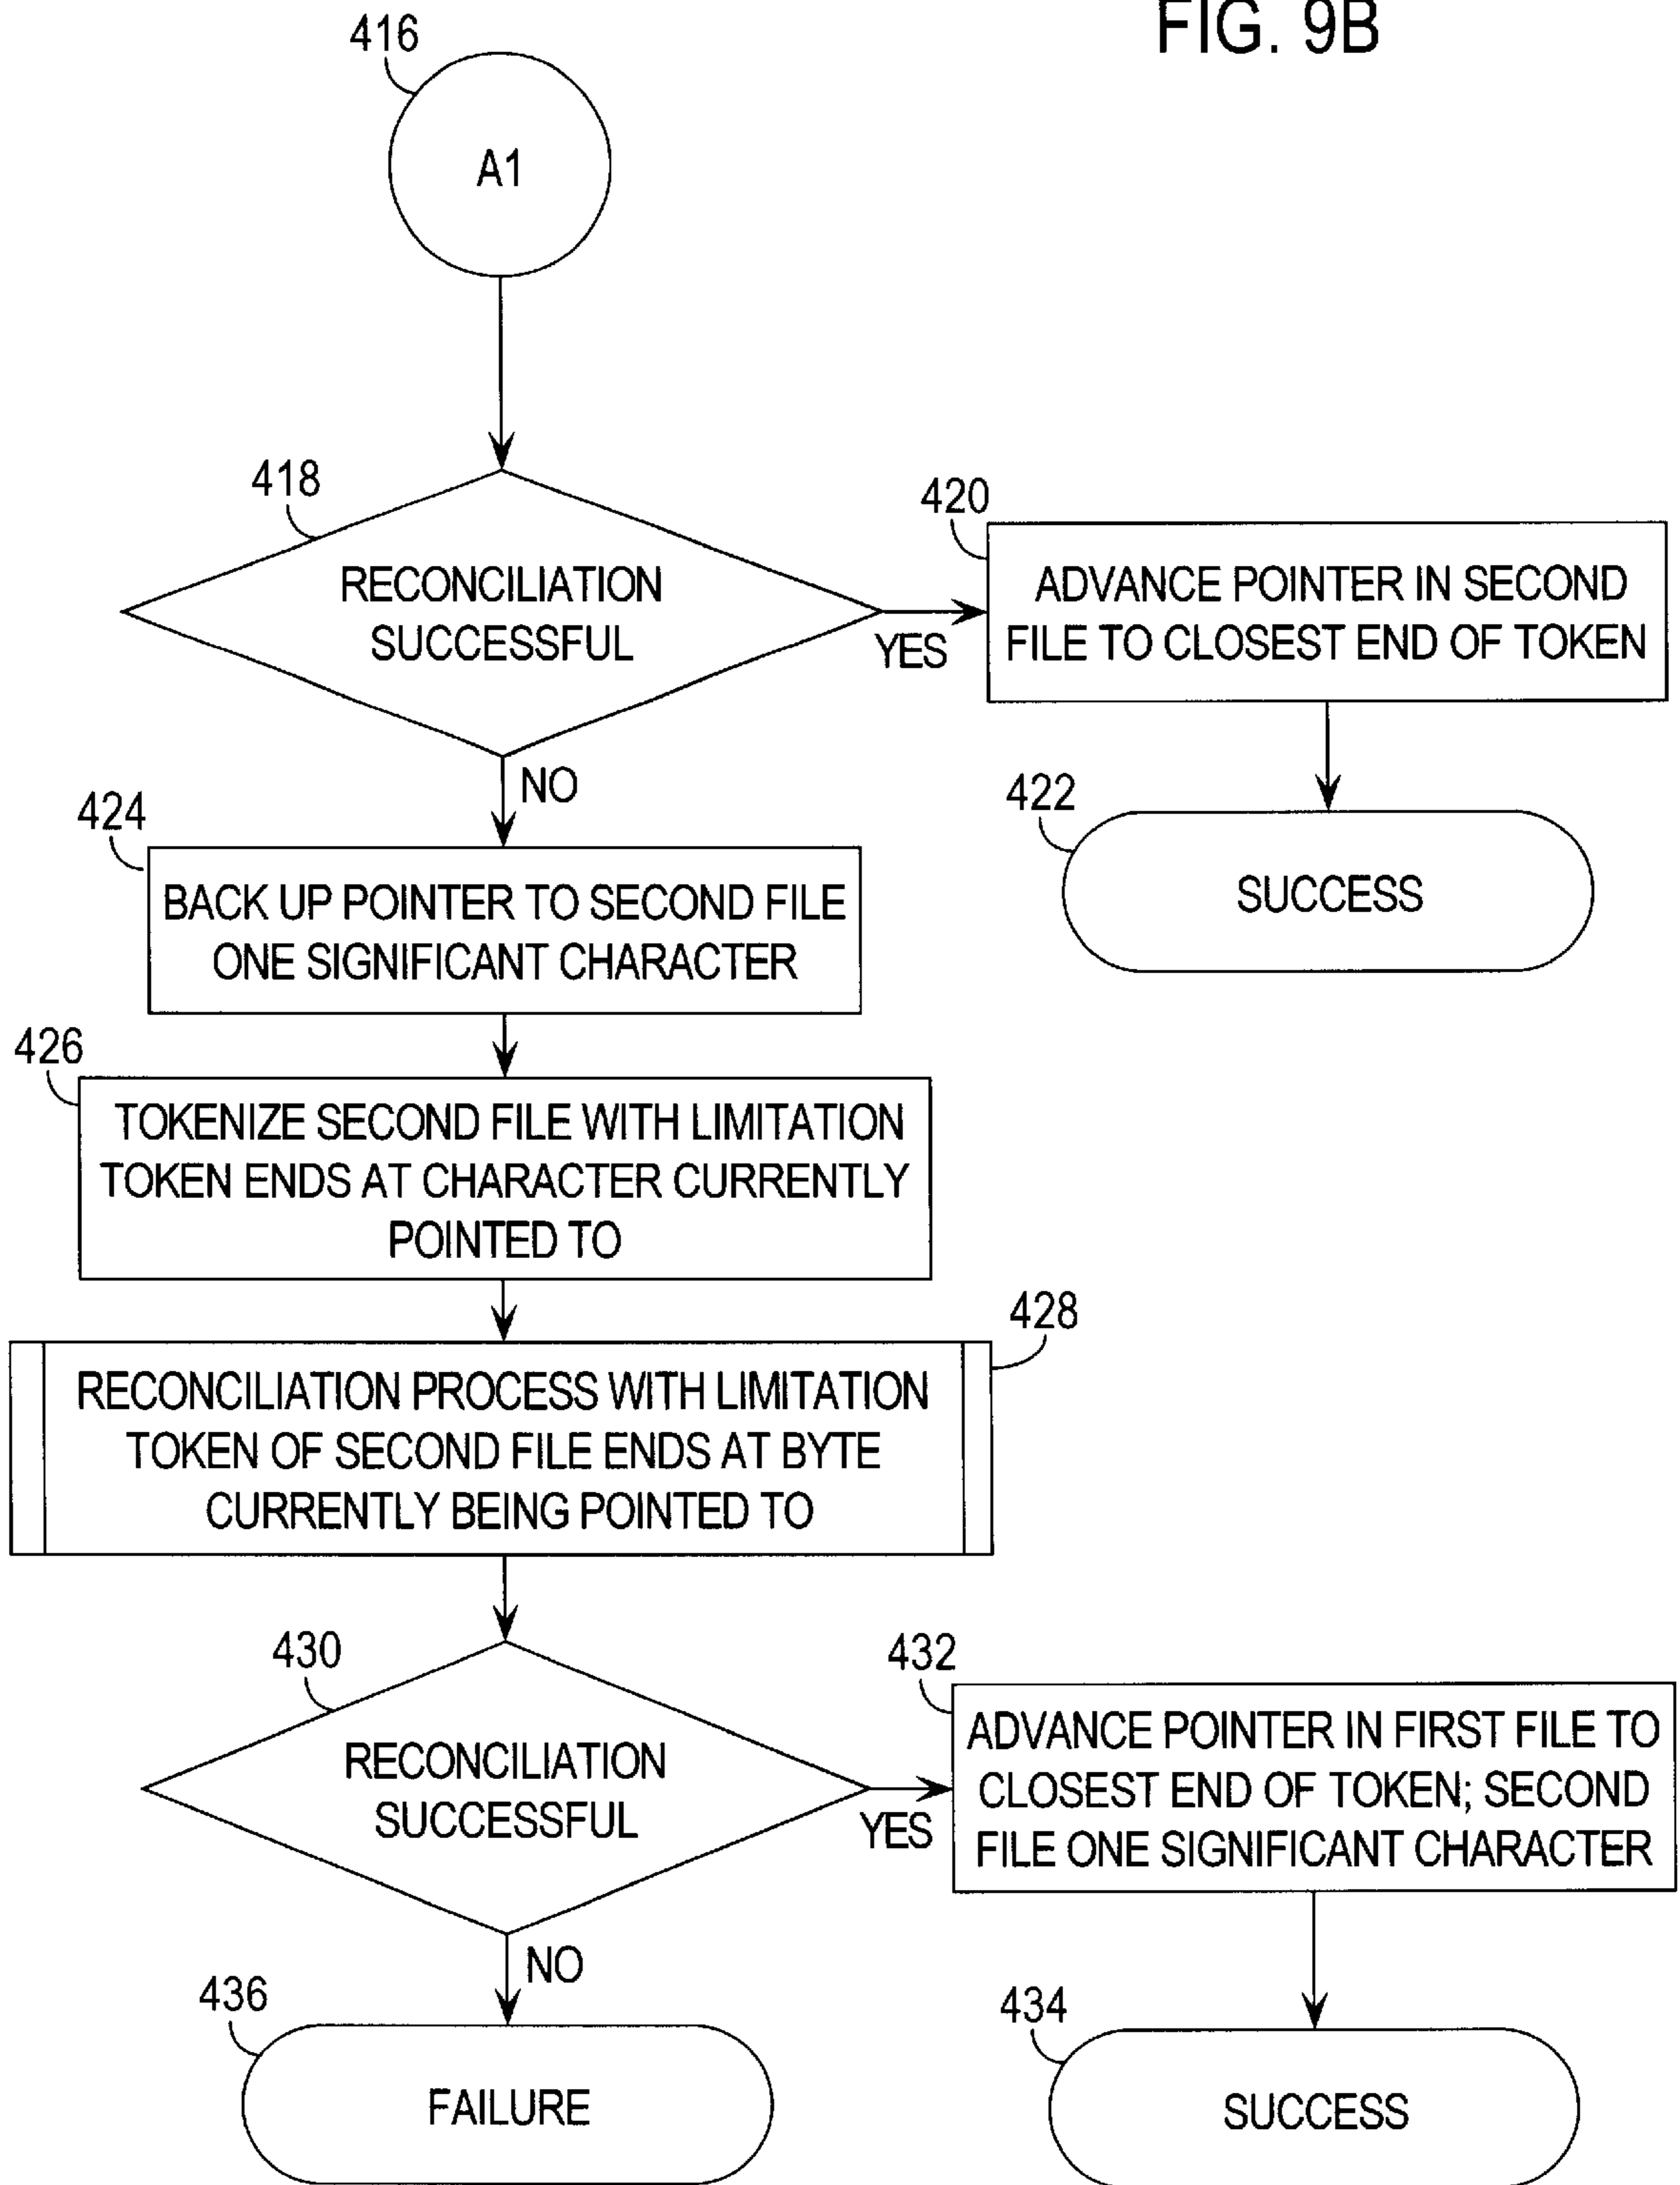 FIG. 9B
416
A1
418
RECONCILIATION
SUCCESSFUL
YES
420
ADVANCE POINTER IN SECOND
FILE TO CLOSEST END OF TOKEN
422
SUCCESS
NO
424
BACK UP POINTER TO SECOND FILE
ONE SIGNIFICANT CHARACTER
426
TOKENIZE SECOND FILE WITH LIMITATION
TOKEN ENDS AT CHARACTER CURRENTLY
POINTED TO
428
RECONCILIATION PROCESS WITH LIMITATION
TOKEN OF SECOND FILE ENDS AT BYTE
CURRENTLY BEING POINTED TO
430
RECONCILIATION
SUCCESSFUL
YES
432
ADVANCE POINTER IN FIRST FILE TO
CLOSEST END OF TOKEN; SECOND
FILE ONE SIGNIFICANT CHARACTER
NO
436
FAILURE
434
SUCCESS